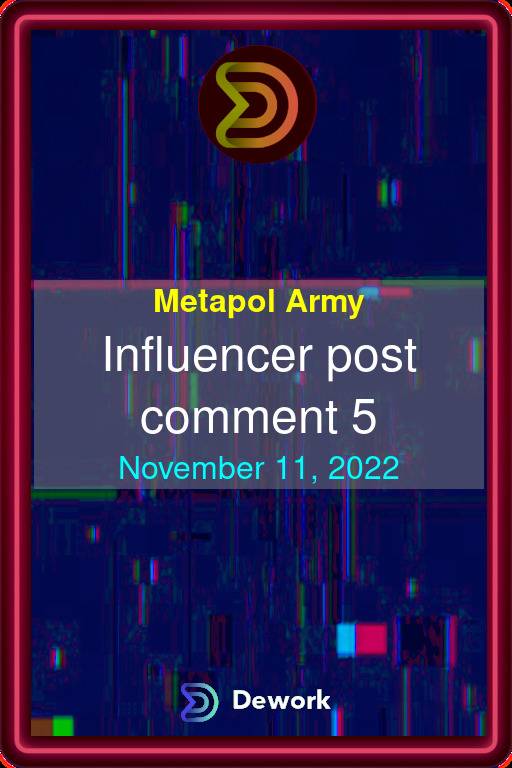 Metapol Army
Influencer post
comment 5
November 11, 2022
Dework